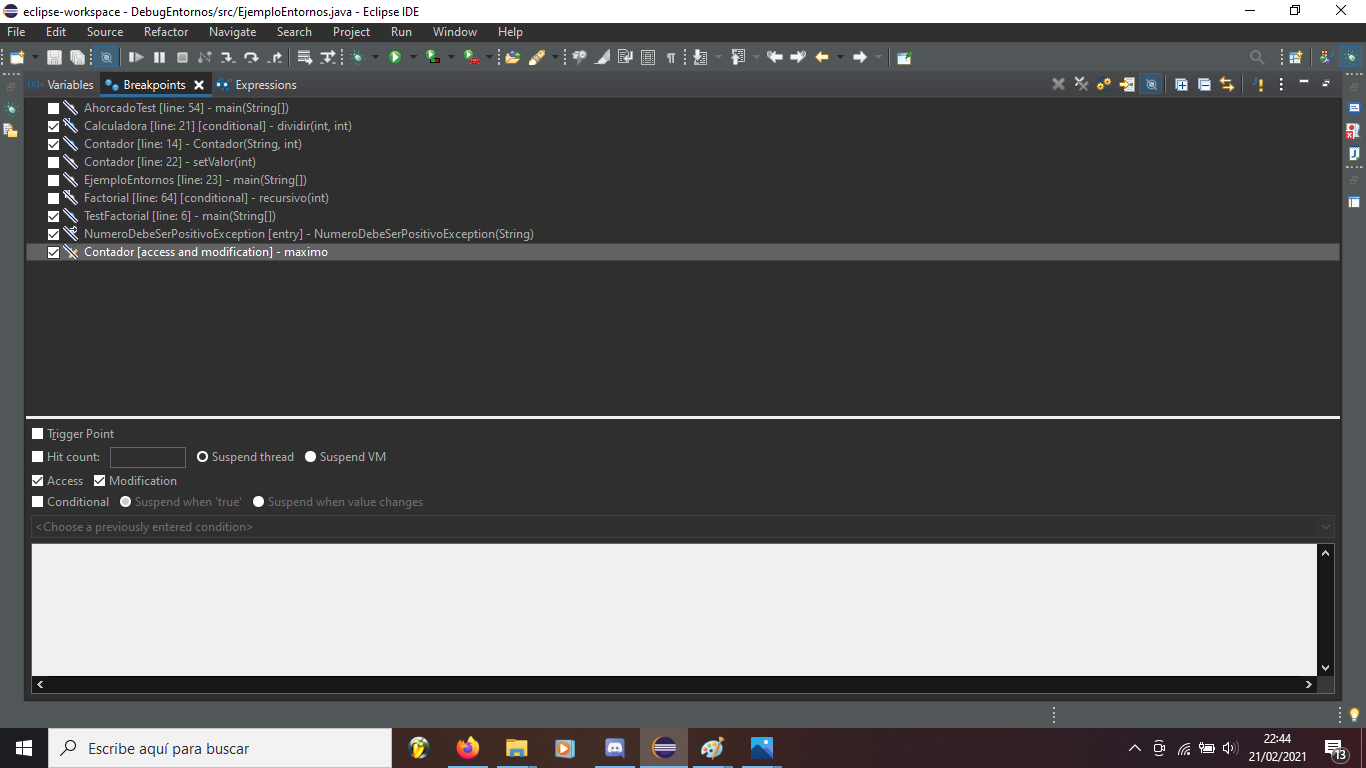 eclipse-workspace - DebugEntornos/src/EjemploEntornos.java - Eclipse IDE
File Edit Source Refactor Navigate Search Project Run Window Help
Variables Breakpoints Expressions
AhorcadoTest [line: 54] - main(String[])
Calculadora [line: 21] [conditional] - dividir(int, int)
Contador [line: 14] - Contador(String, int)
Contador [line: 22] - setValor(int)
EjemploEntornos [line: 23] - main(String[])
Factorial [line: 64] [conditional] - recursivo(int)
TestFactorial [line: 6] - main(String[])
NumeroDebeSerPositivoException [entry] - NumeroDebeSerPositivoException(String)
Contador [access and modification] - maximo
Trigger Point
Hit count: Suspend thread Suspend VM
Access Modification
Conditional Suspend when 'true' Suspend when value changes
<Choose a previously entered condition>
Escribe aquí para buscar
22:44
21/02/2021
13